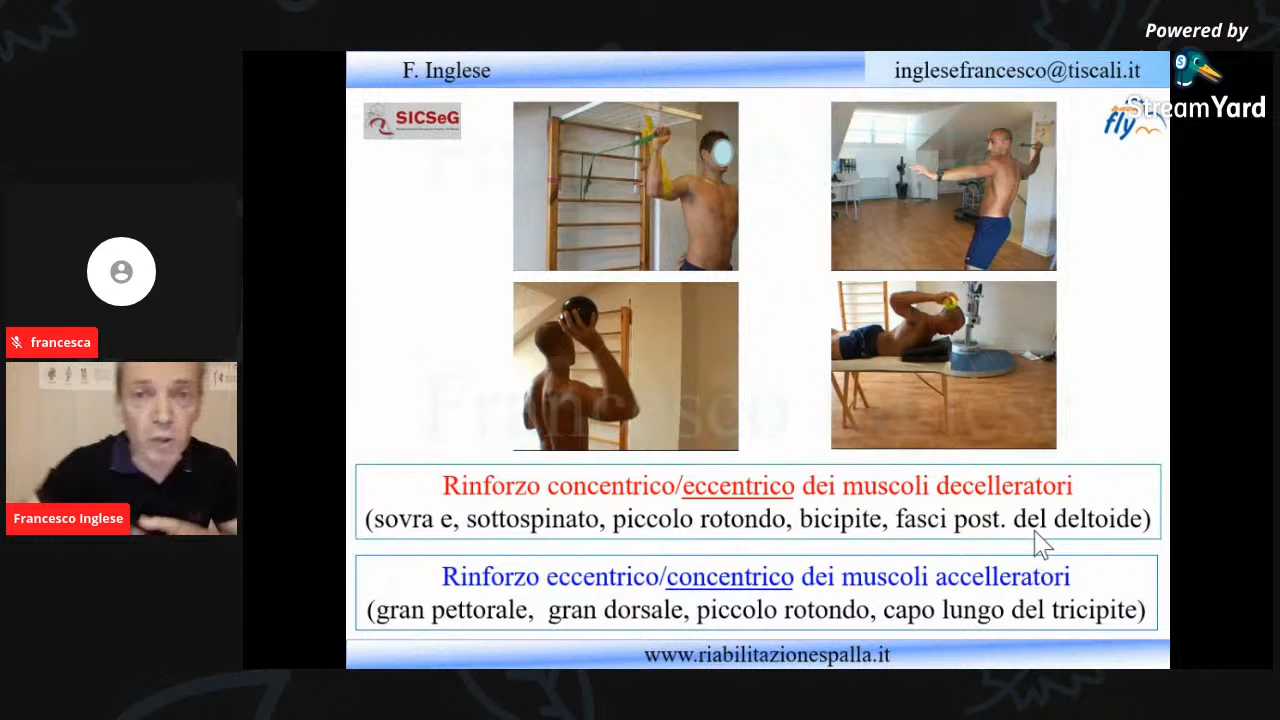 Powered by
StreamYard
F. Inglese
inglesefrancesco@tiscali.it
SICSeG
fly
francesca
Francesco Inglese
Francesco Inglese
Rinforzo concentrico/eccentrico dei muscoli decelleratori
(sovra e, sottospinato, piccolo rotondo, bicipite, fasci post. del deltoide)
Rinforzo eccentrico/concentrico dei muscoli accelleratori
(gran pettorale, gran dorsale, piccolo rotondo, capo lungo del tricipite)
www.riabilitazionespalla.it